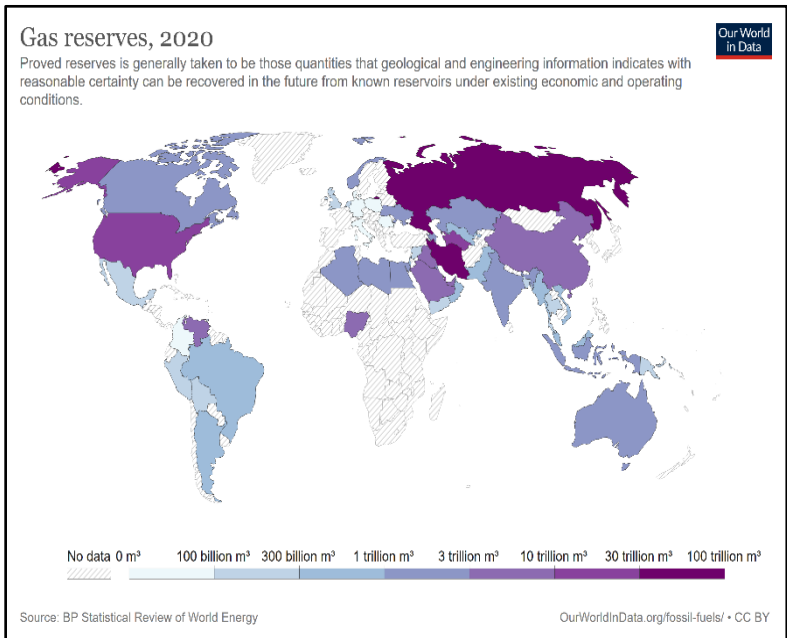 Gas reserves, 2020
Our World
in Data
Proved reserves is generally taken to be those quantities that geological and engineering information indicates with
reasonable certainty can be recovered in the future from known reservoirs under existing economic and operating
conditions.
No data 0 m³ 100 billion m³ 300 billion m³ 1 trillion m³ 3 trillion m³ 10 trillion m³ 30 trillion m³ 100 trillion m³
Source: BP Statistical Review of World Energy OurWorldInData.org/fossil-fuels/ • CC BY